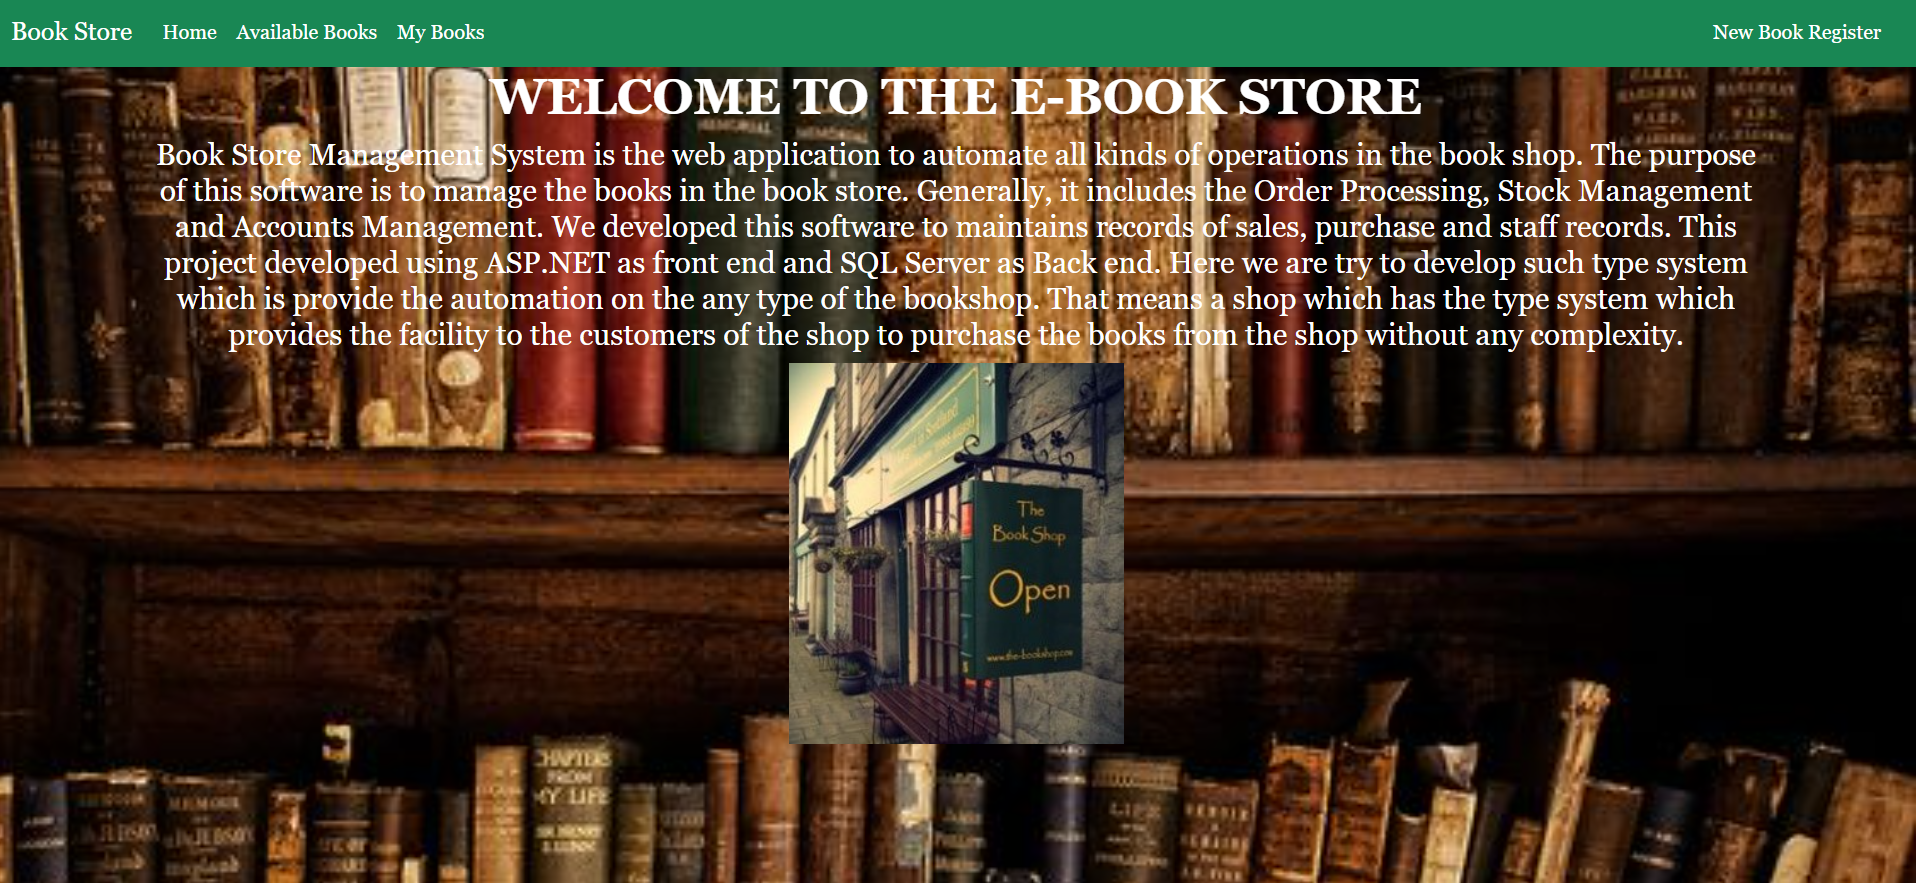 Book Store Home Available Books My Books New Book Register
WELCOME TO THE E-BOOK STORE
Book Store Management System is the web application to automate all kinds of operations in the book shop. The purpose
of this software is to manage the books in the book store. Generally, it includes the Order Processing, Stock Management
and Accounts Management. We developed this software to maintains records of sales, purchase and staff records. This
project developed using ASP.NET as front end and SQL Server as Back end. Here we are try to develop such type system
which is provide the automation on the any type of the bookshop. That means a shop which has the type system which
provides the facility to the customers of the shop to purchase the books from the shop without any complexity.
The
Book Shop
Open
www.the-bookshop.com
CHAPTERS
FROM
MY LIFE